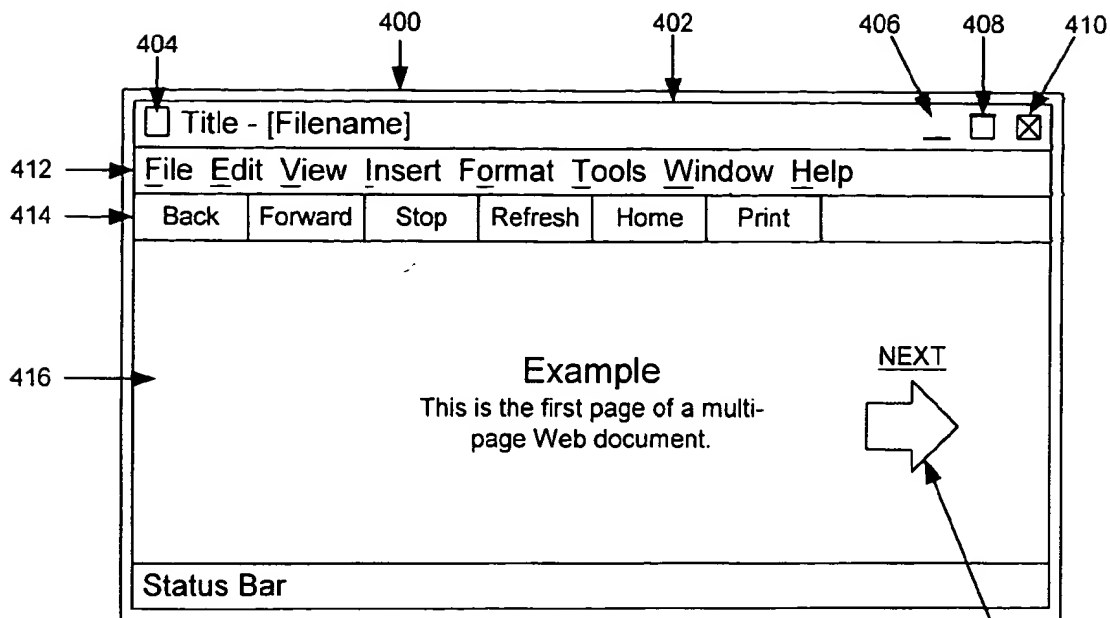 404 400 402 406 408 410
Title - [Filename]
412 File Edit View Insert Format Tools Window Help
414 Back Forward Stop Refresh Home Print
NEXT
416 Example
This is the first page of a multi-
page Web document.
Status Bar